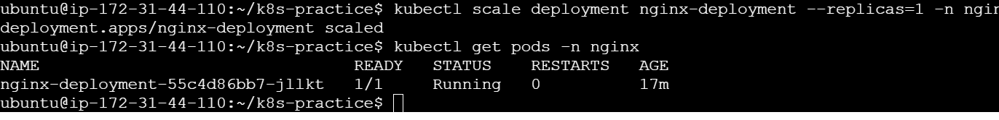 ubuntu@ip-172-31-44-110:~/k8s-practice$ kubectl scale deployment nginx-deployment --replicas=1 -n ngin
deployment.apps/nginx-deployment scaled
ubuntu@ip-172-31-44-110:~/k8s-practice$ kubectl get pods -n nginx
NAME READY STATUS RESTARTS AGE
nginx-deployment-55c4d86bb7-jllkt 1/1 Running 0 17m
ubuntu@ip-172-31-44-110:~/k8s-practice$